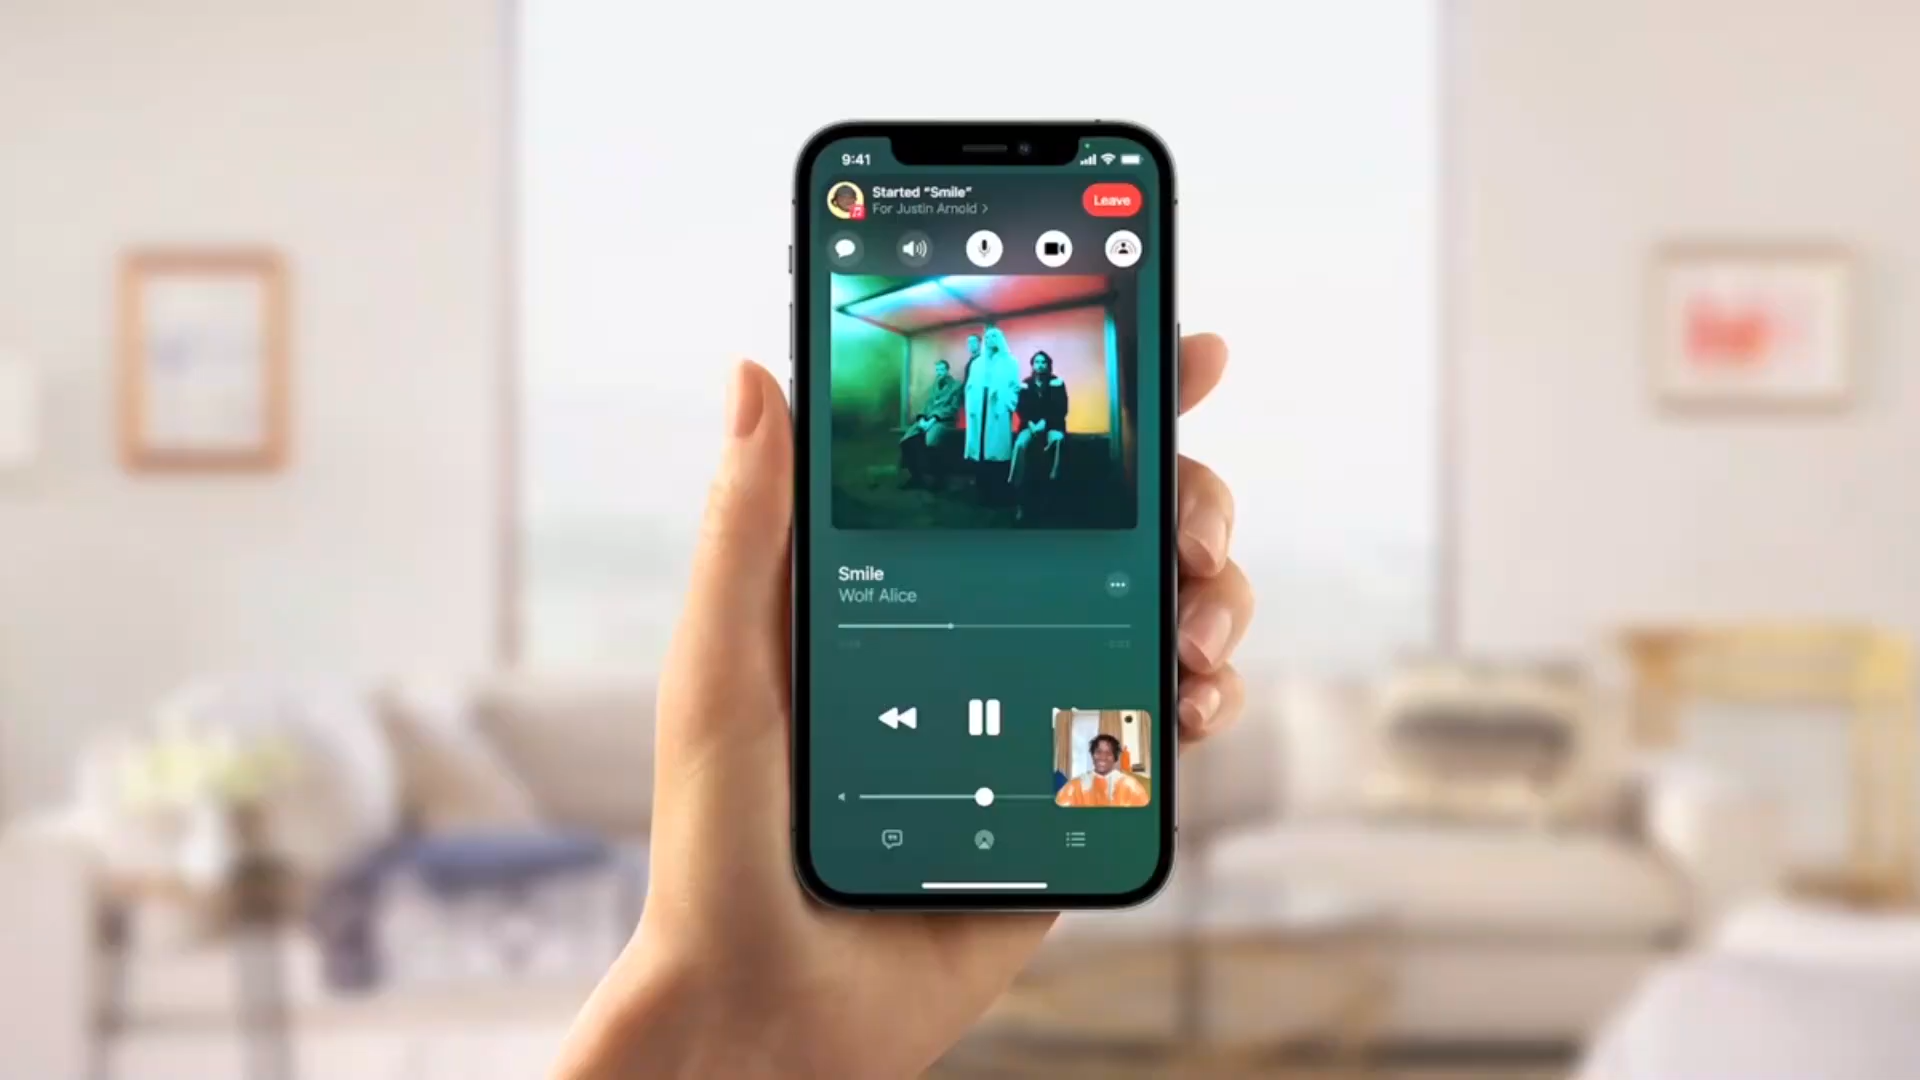 9:41
Started “Smile”
For Justin Arnold >
Leave
Smile
Wolf Alice